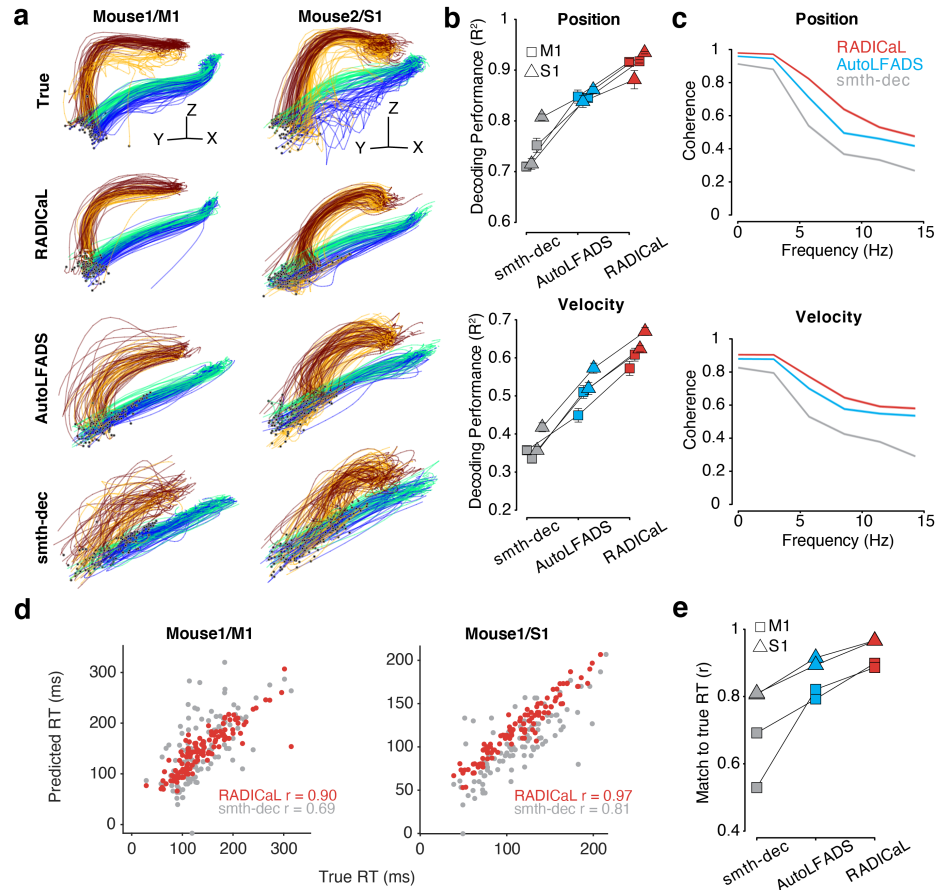 a
Mouse1/M1
Mouse2/S1
True
Z
Y
X
Z
Y
X
RADICaL
AutoLFADS
smth-dec
b
Position
Decoding Performance (R²)
1
0.9
0.8
0.7
0.6
M1
S1
smth-dec
AutoLFADS
RADICaL
Velocity
Decoding Performance (R²)
0.7
0.6
0.5
0.4
0.3
0.2
smth-dec
AutoLFADS
RADICaL
c
Position
RADICaL
AutoLFADS
smth-dec
Coherence
1
0.8
0.6
0.4
0.2
0
0
5
10
15
Frequency (Hz)
Velocity
Coherence
1
0.8
0.6
0.4
0.2
0
0
5
10
15
Frequency (Hz)
d
Mouse1/M1
Predicted RT (ms)
300
200
100
0
RADICaL r = 0.90
smth-dec r = 0.69
0
100
200
300
Mouse1/S1
200
150
100
50
0
RADICaL r = 0.97
smth-dec r = 0.81
0
100
200
True RT (ms)
e
M1
S1
Match to true RT (r)
1
0.8
0.6
0.4
smth-dec
AutoLFADS
RADICaL